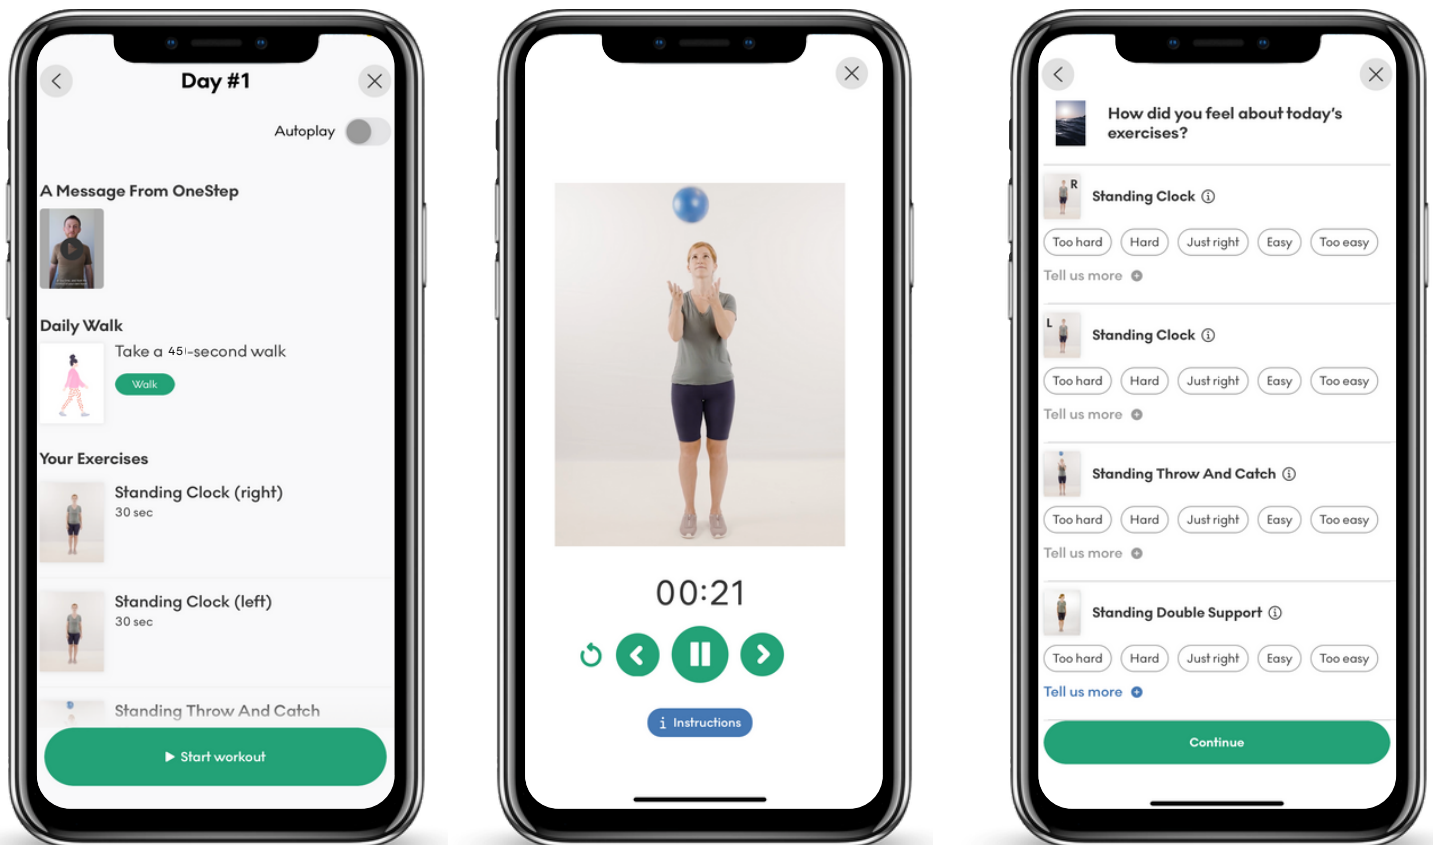 Day #1
Autoplay
A Message From OneStep
Daily Walk
Take a 45-second walk
Walk
Your Exercises
Standing Clock (right)
30 sec
Standing Clock (left)
30 sec
Standing Throw And Catch
Start workout
00:21
i Instructions
How did you feel about today's
exercises?
R
Standing Clock
Too hard Hard Just right Easy Too easy
Tell us more
L
Standing Clock
Too hard Hard Just right Easy Too easy
Tell us more
Standing Throw And Catch
Too hard Hard Just right Easy Too easy
Tell us more
Standing Double Support
Too hard Hard Just right Easy Too easy
Tell us more
Continue